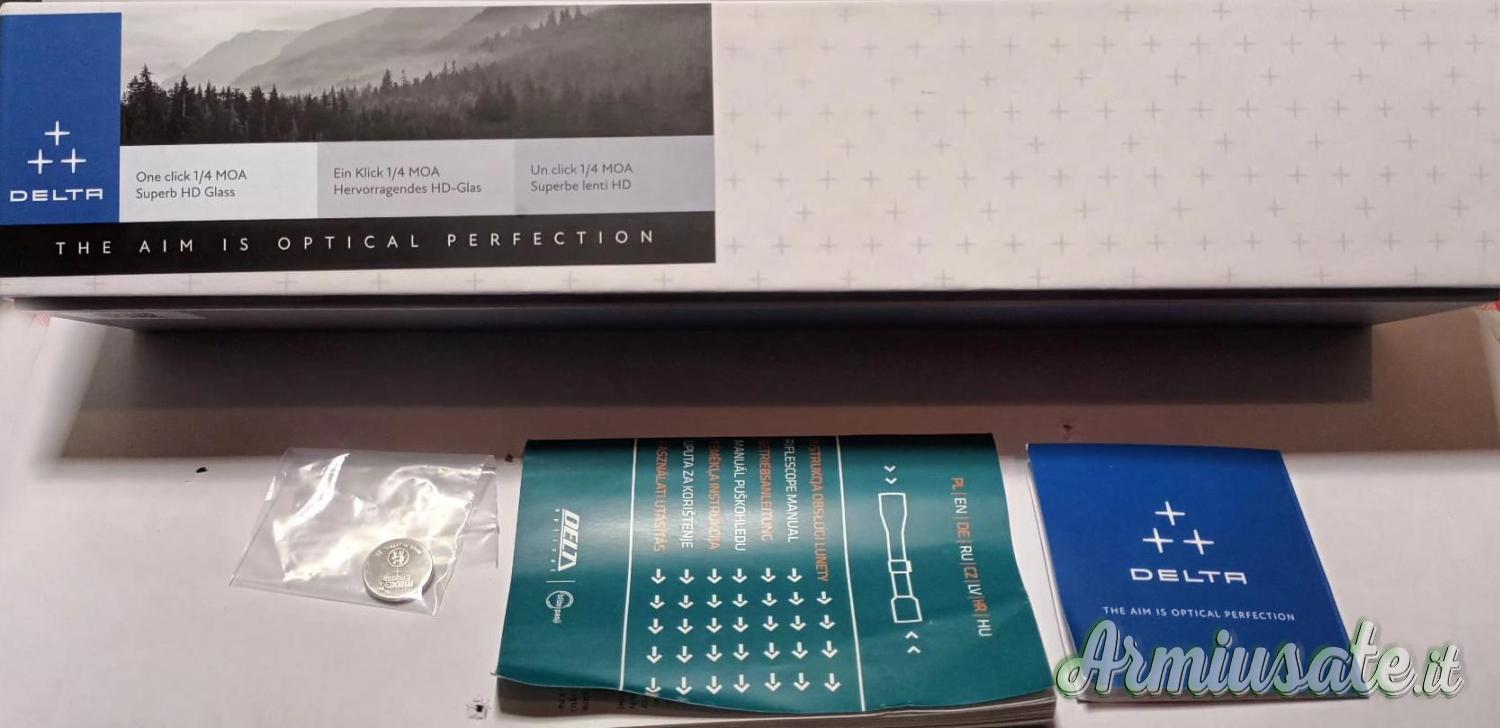 DELTA
One click 1/4 MOA
Superb HD Glass
Ein Klick 1/4 MOA
Hervorragendes HD-Glas
Un click 1/4 MOA
Superbe lenti HD
THE AIM IS OPTICAL PERFECTION
PL|EN|DE|RU|CZ|LV|HR|HU
INSTRUKCJA OBSŁUGI LUNETY
RIFLESCOPE MANUAL
BETRIEBSANLEITUNG
MANUÁL PUŠKOHLEDU
UPUTA ZA KORIŠTENJE
HASZNÁLATI UTASÍTÁS
DELTA
optical
DELTA
THE AIM IS OPTICAL PERFECTION
Armiusate.it